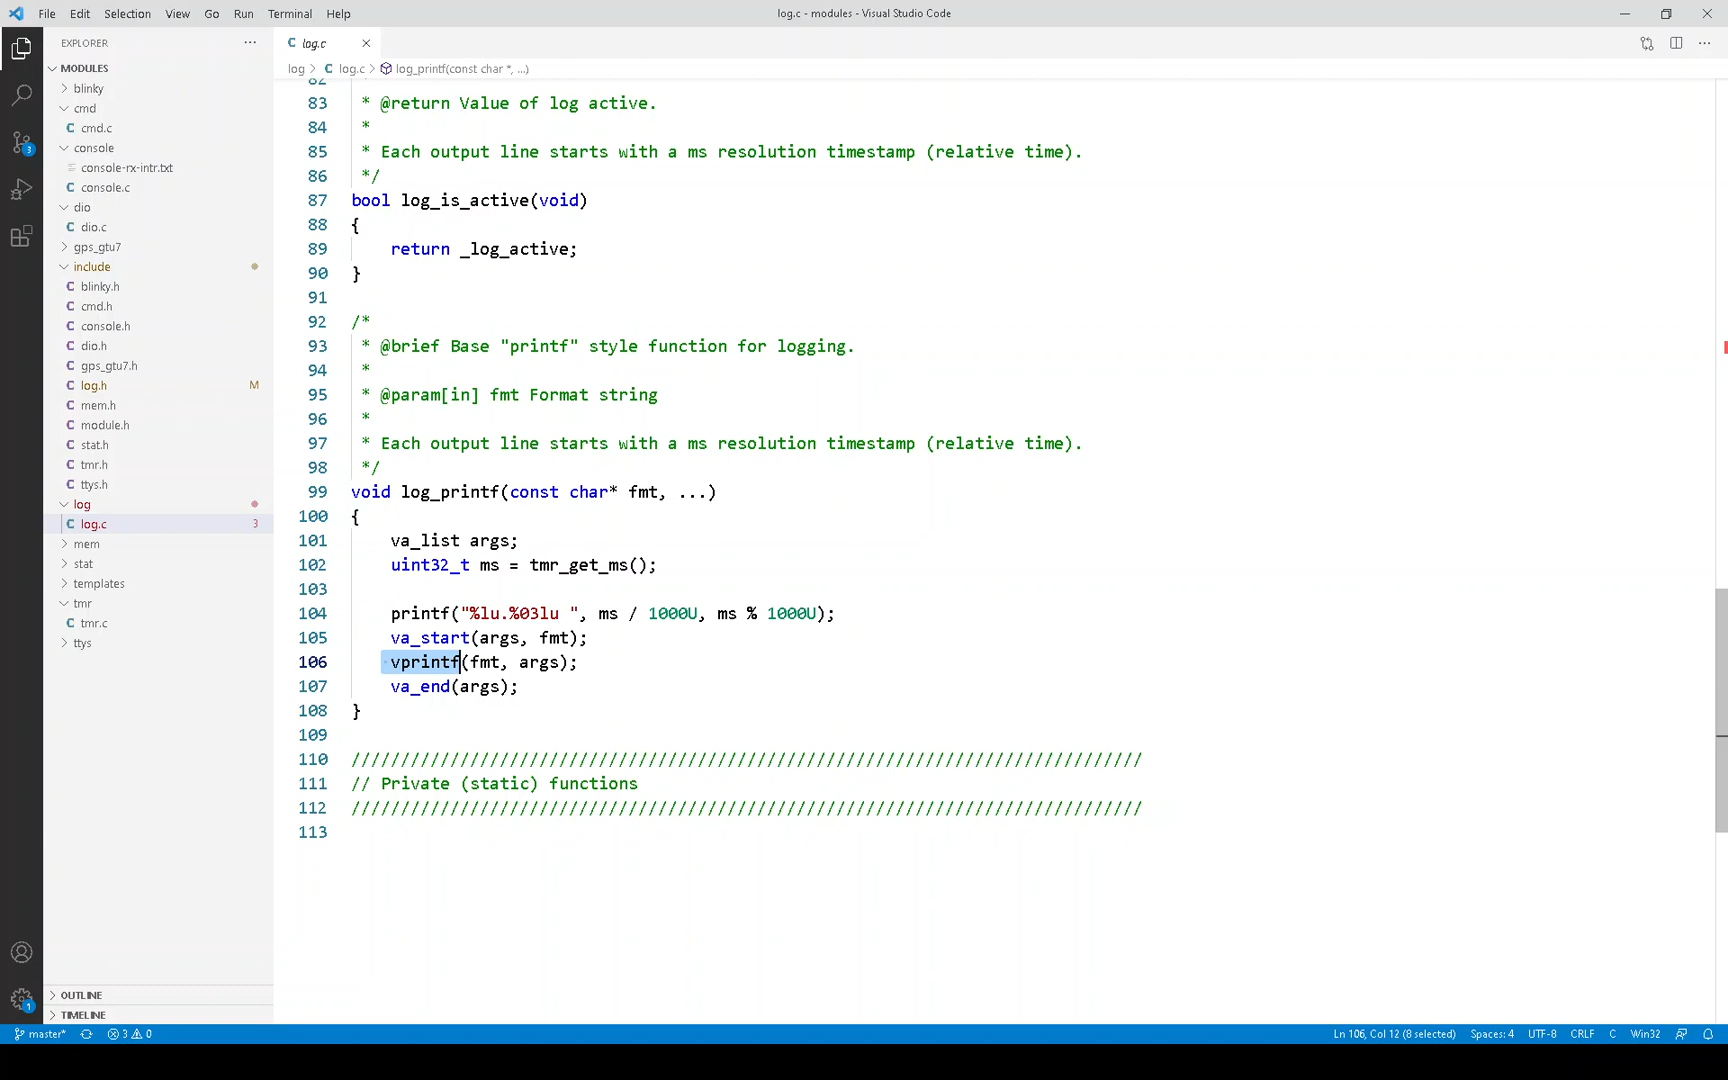 File Edit Selection View Go Run Terminal Help
log.c - modules - Visual Studio Code
EXPLORER
MODULES
blinky
cmd
cmd.c
console
console-rx-intr.txt
console.c
dio
dio.c
gps_gtu7
include
blinky.h
cmd.h
console.h
dio.h
gps_gtu7.h
log.h M
mem.h
module.h
stat.h
tmr.h
ttys.h
log
log.c 3
mem
stat
templates
tmr
tmr.c
ttys
OUTLINE
TIMELINE
3
1
C log.c
log > C log.c > log_printf(const char *, ...)
82
83 * @return Value of log active.
84 *
85 * Each output line starts with a ms resolution timestamp (relative time).
86 */
87 bool log_is_active(void)
88 {
89 return _log_active;
90 }
91
92 /*
93 * @brief Base "printf" style function for logging.
94 *
95 * @param[in] fmt Format string
96 *
97 * Each output line starts with a ms resolution timestamp (relative time).
98 */
99 void log_printf(const char* fmt, ...)
100 {
101 va_list args;
102 uint32_t ms = tmr_get_ms();
103
104 printf("%lu.%03lu ", ms / 1000U, ms % 1000U);
105 va_start(args, fmt);
106 vprintf(fmt, args);
107 va_end(args);
108 }
109
110 ////////////////////////////////////////////////////////////////////////////////
111 // Private (static) functions
112 ////////////////////////////////////////////////////////////////////////////////
113
master* 3 0 Ln 106, Col 12 (8 selected) Spaces: 4 UTF-8 CRLF C Win32